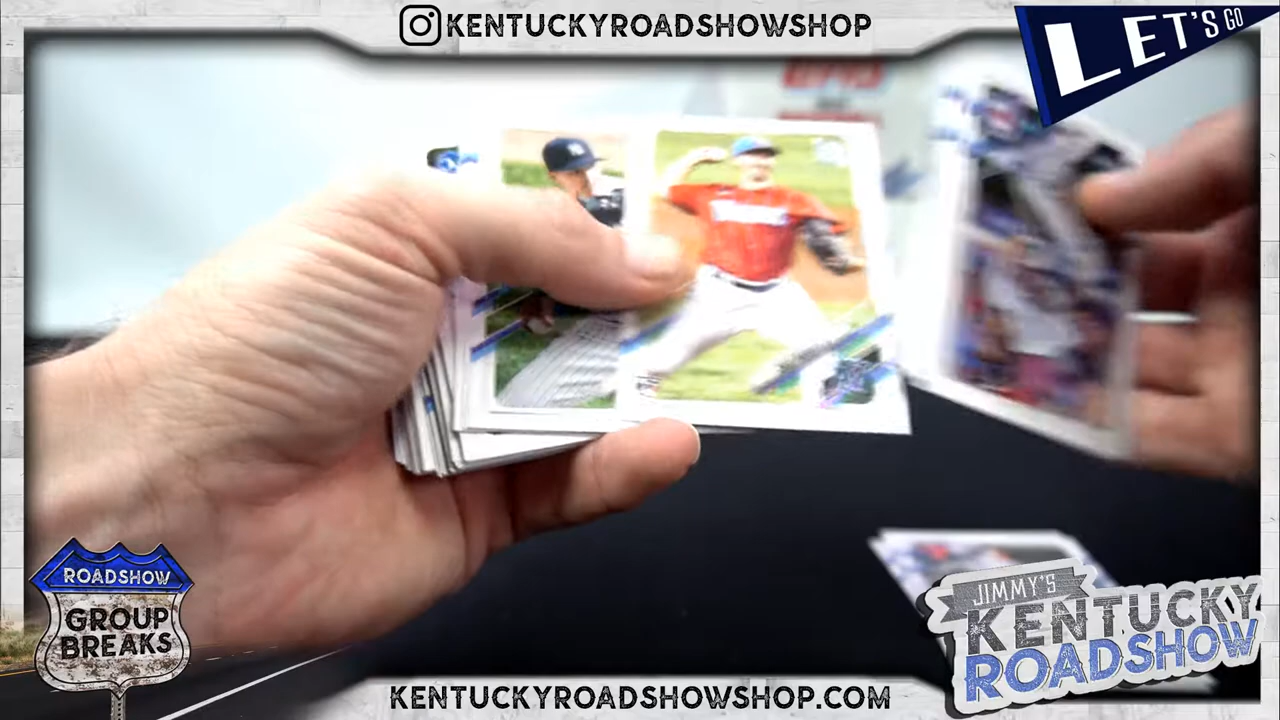 KENTUCKYROADSHOWSHOP
LET'S GO
ROADSHOW
GROUP
BREAKS
JIMMY'S
KENTUCKY
ROADSHOW
KENTUCKYROADSHOWSHOP.COM